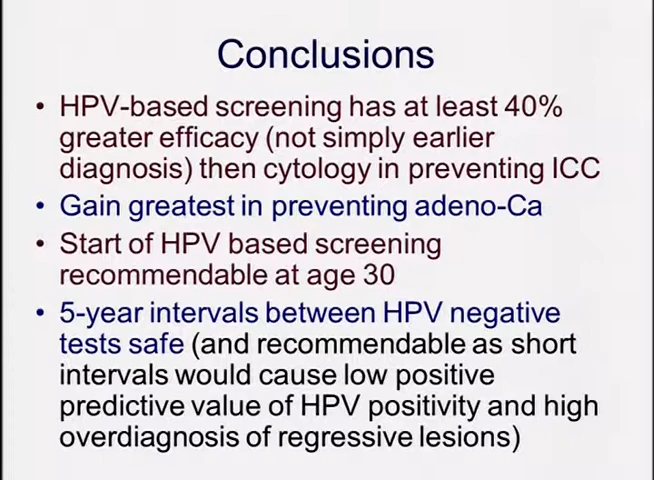 Conclusions
• HPV-based screening has at least 40%
greater efficacy (not simply earlier
diagnosis) then cytology in preventing ICC
• Gain greatest in preventing adeno-Ca
• Start of HPV based screening
recommendable at age 30
• 5-year intervals between HPV negative
tests safe (and recommendable as short
intervals would cause low positive
predictive value of HPV positivity and high
overdiagnosis of regressive lesions)